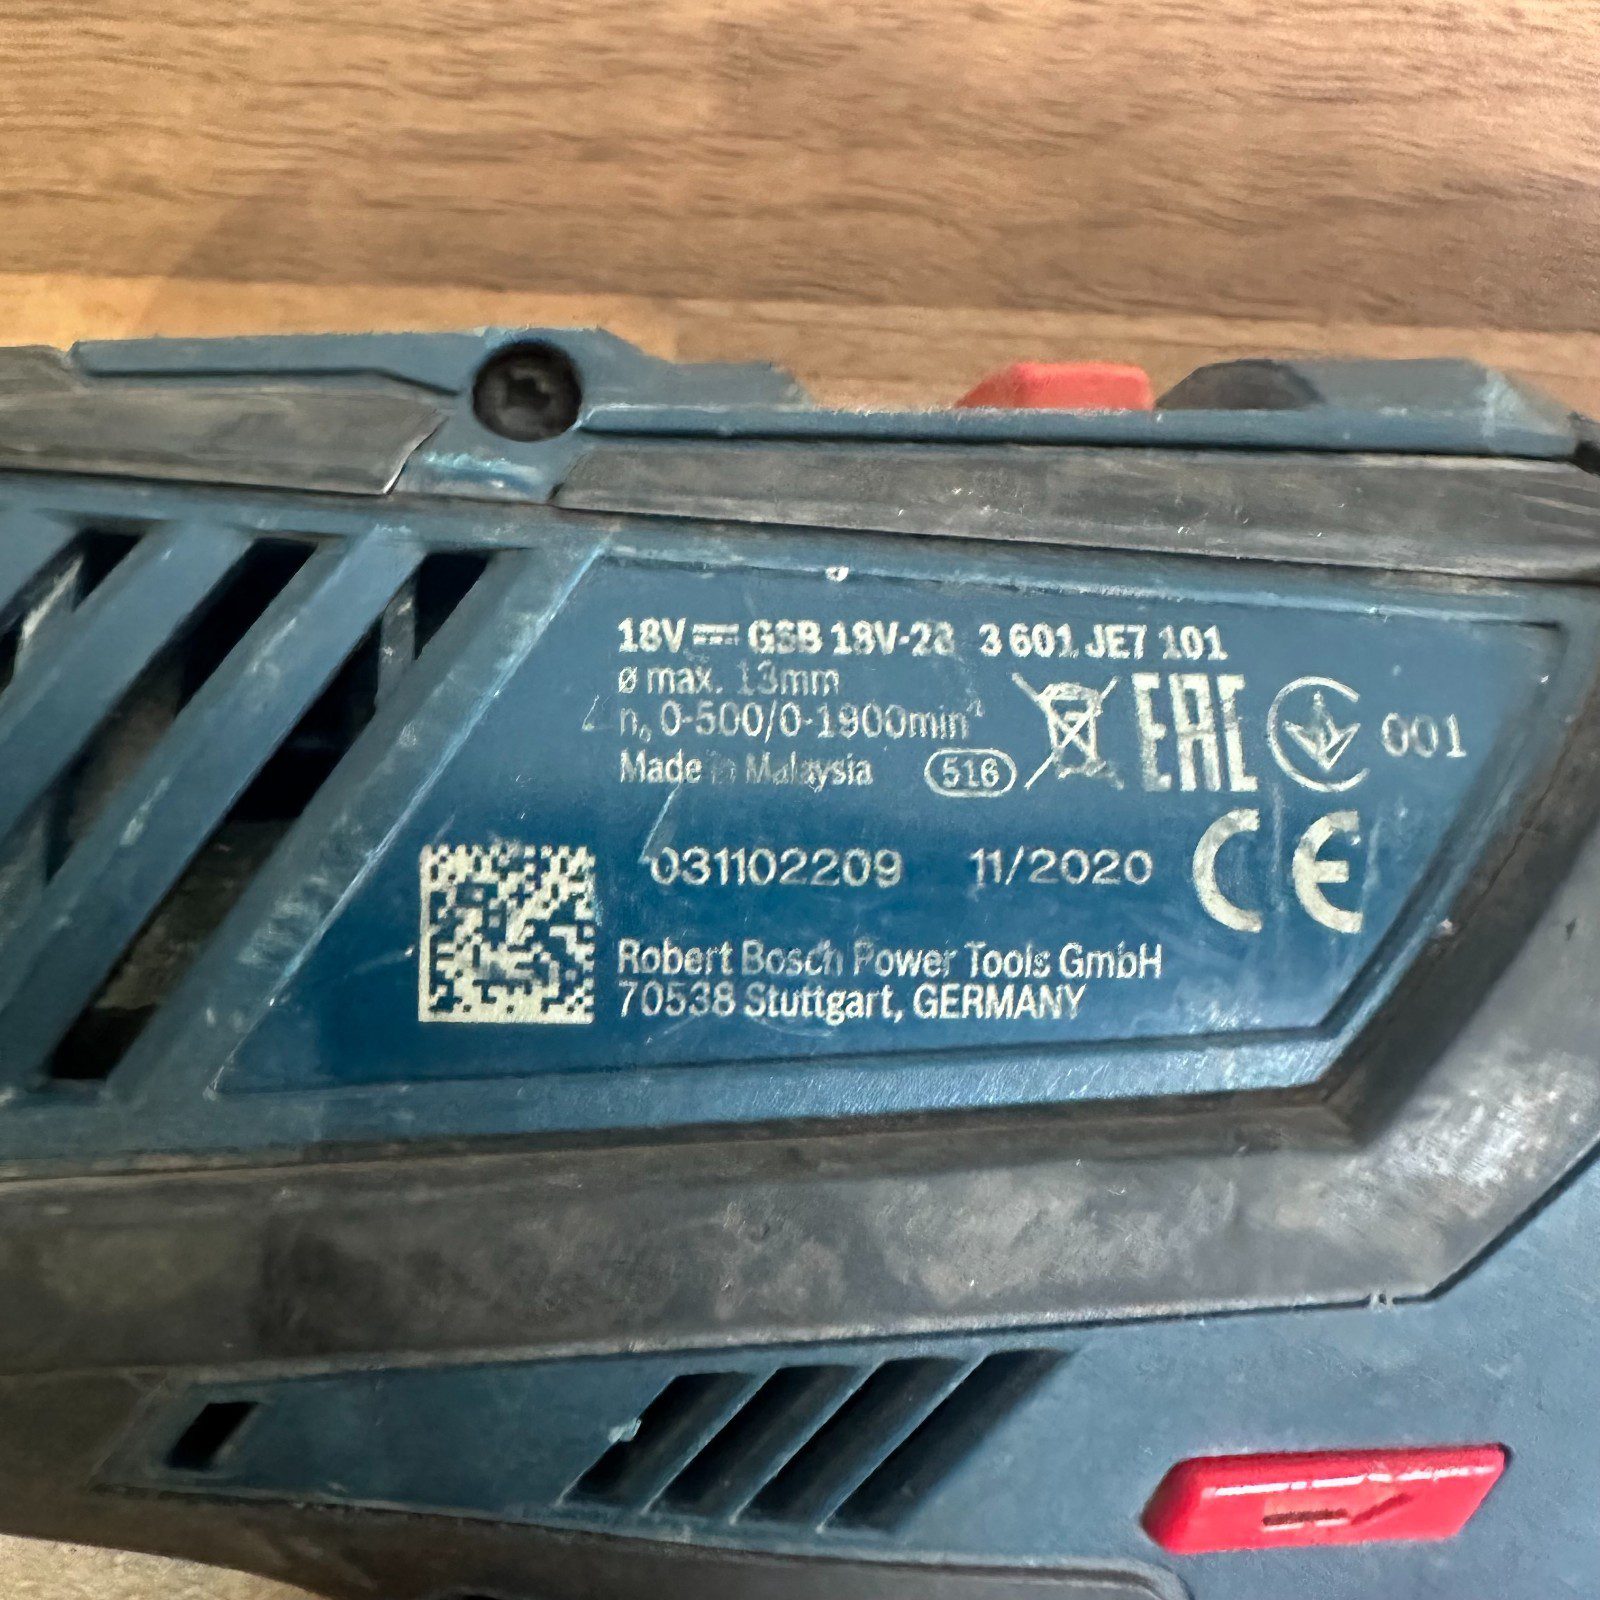 18V⎓ GSB 18V-28 3 601 JE7 101
ø max. 13mm
n₀ 0-500/0-1900min⁻¹
Made in Malaysia
516
EAC
001
031102209 11/2020
CE
Robert Bosch Power Tools GmbH
70538 Stuttgart, GERMANY